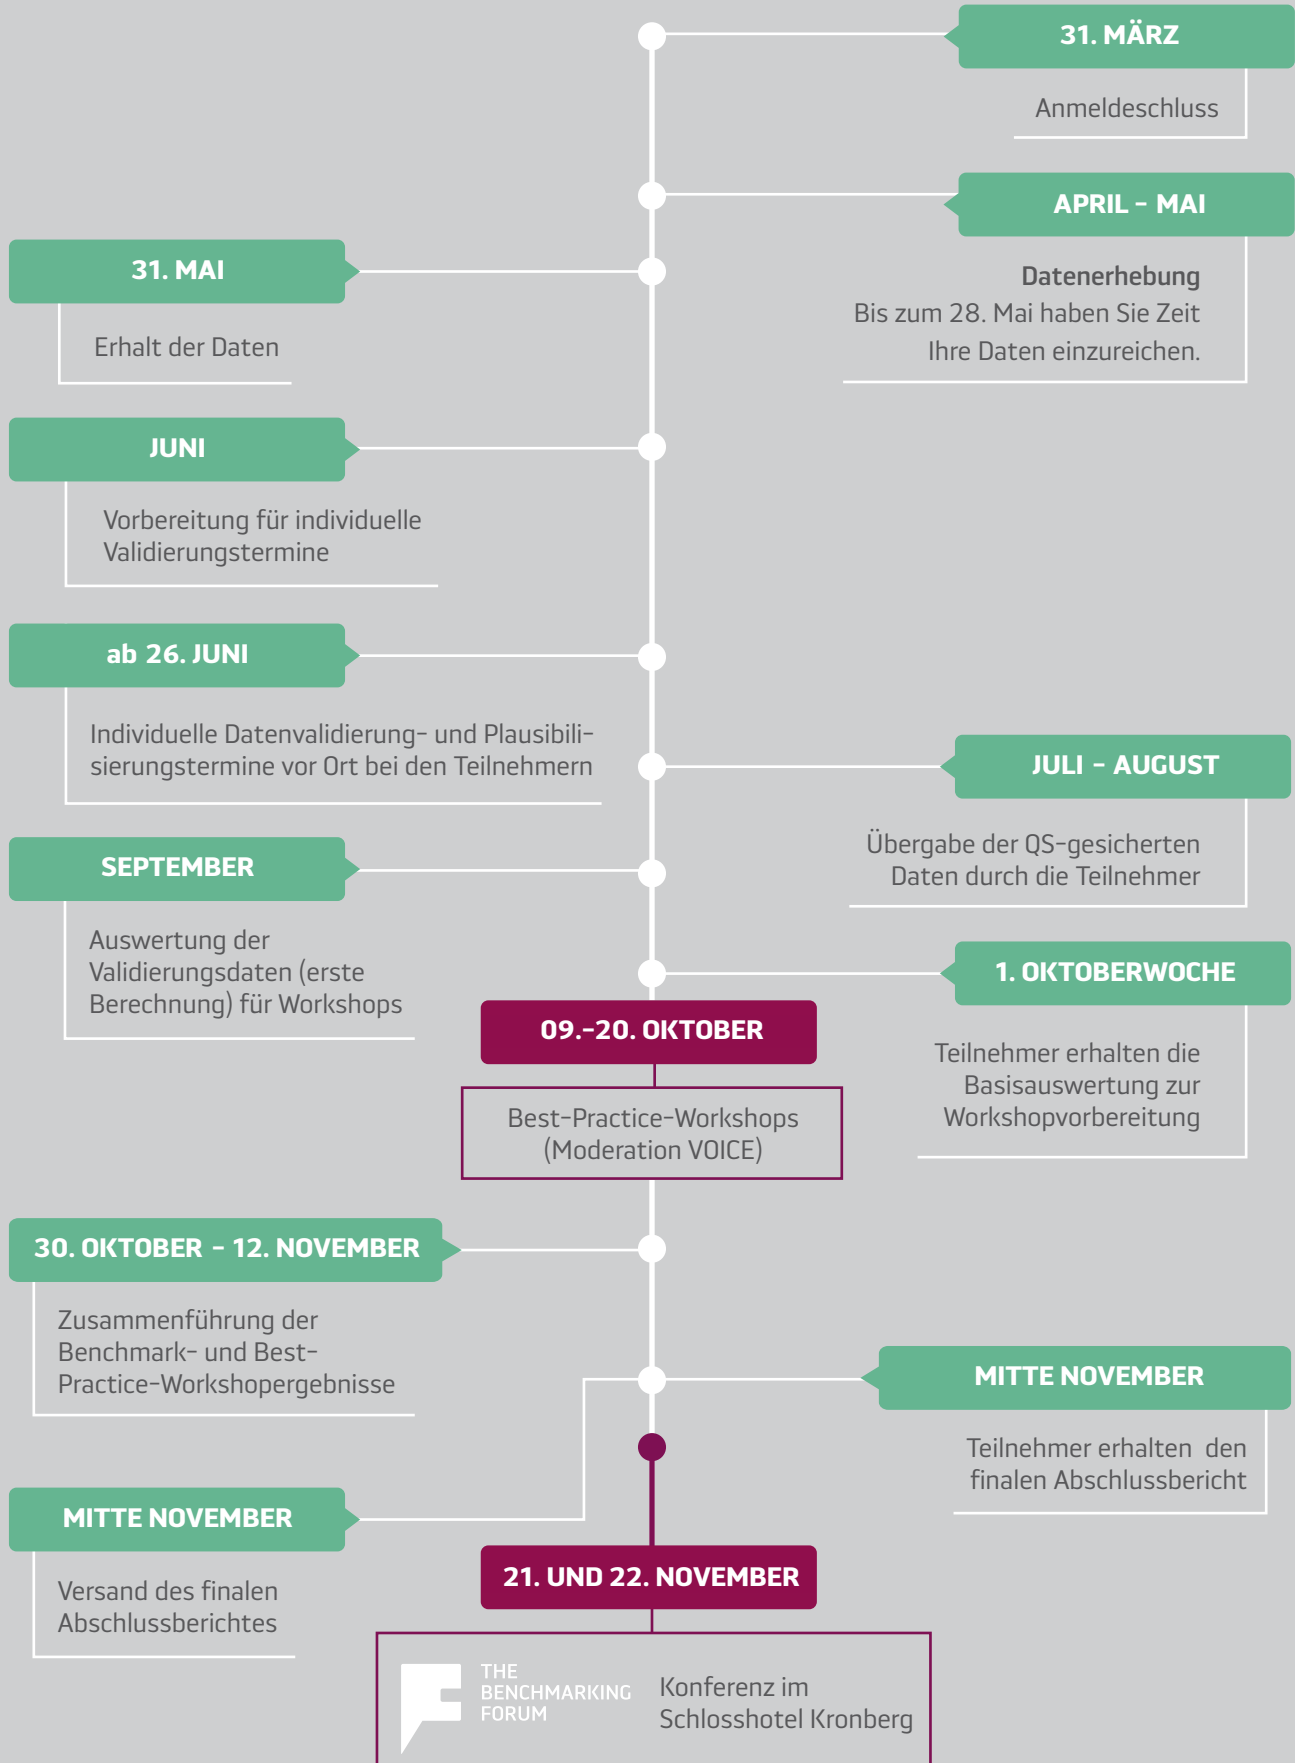 31. MÄRZ
Anmeldeschluss
APRIL - MAI
Datenerhebung
Bis zum 28. Mai haben Sie Zeit
Ihre Daten einzureichen.
31. MAI
Erhalt der Daten
JUNI
Vorbereitung für individuelle
Validierungstermine
ab 26. JUNI
Individuelle Datenvalidierung- und Plausibili-
sierungstermine vor Ort bei den Teilnehmern
JULI - AUGUST
Übergabe der QS-gesicherten
Daten durch die Teilnehmer
SEPTEMBER
Auswertung der
Validierungsdaten (erste
Berechnung) für Workshops
1. OKTOBERWOCHE
Teilnehmer erhalten die
Basisauswertung zur
Workshopvorbereitung
09.-20. OKTOBER
Best-Practice-Workshops
(Moderation VOICE)
30. OKTOBER - 12. NOVEMBER
Zusammenführung der
Benchmark- und Best-
Practice-Workshopergebnisse
MITTE NOVEMBER
Teilnehmer erhalten den
finalen Abschlussbericht
MITTE NOVEMBER
Versand des finalen
Abschlussberichtes
21. UND 22. NOVEMBER
THE
BENCHMARKING
FORUM
Konferenz im
Schlosshotel Kronberg